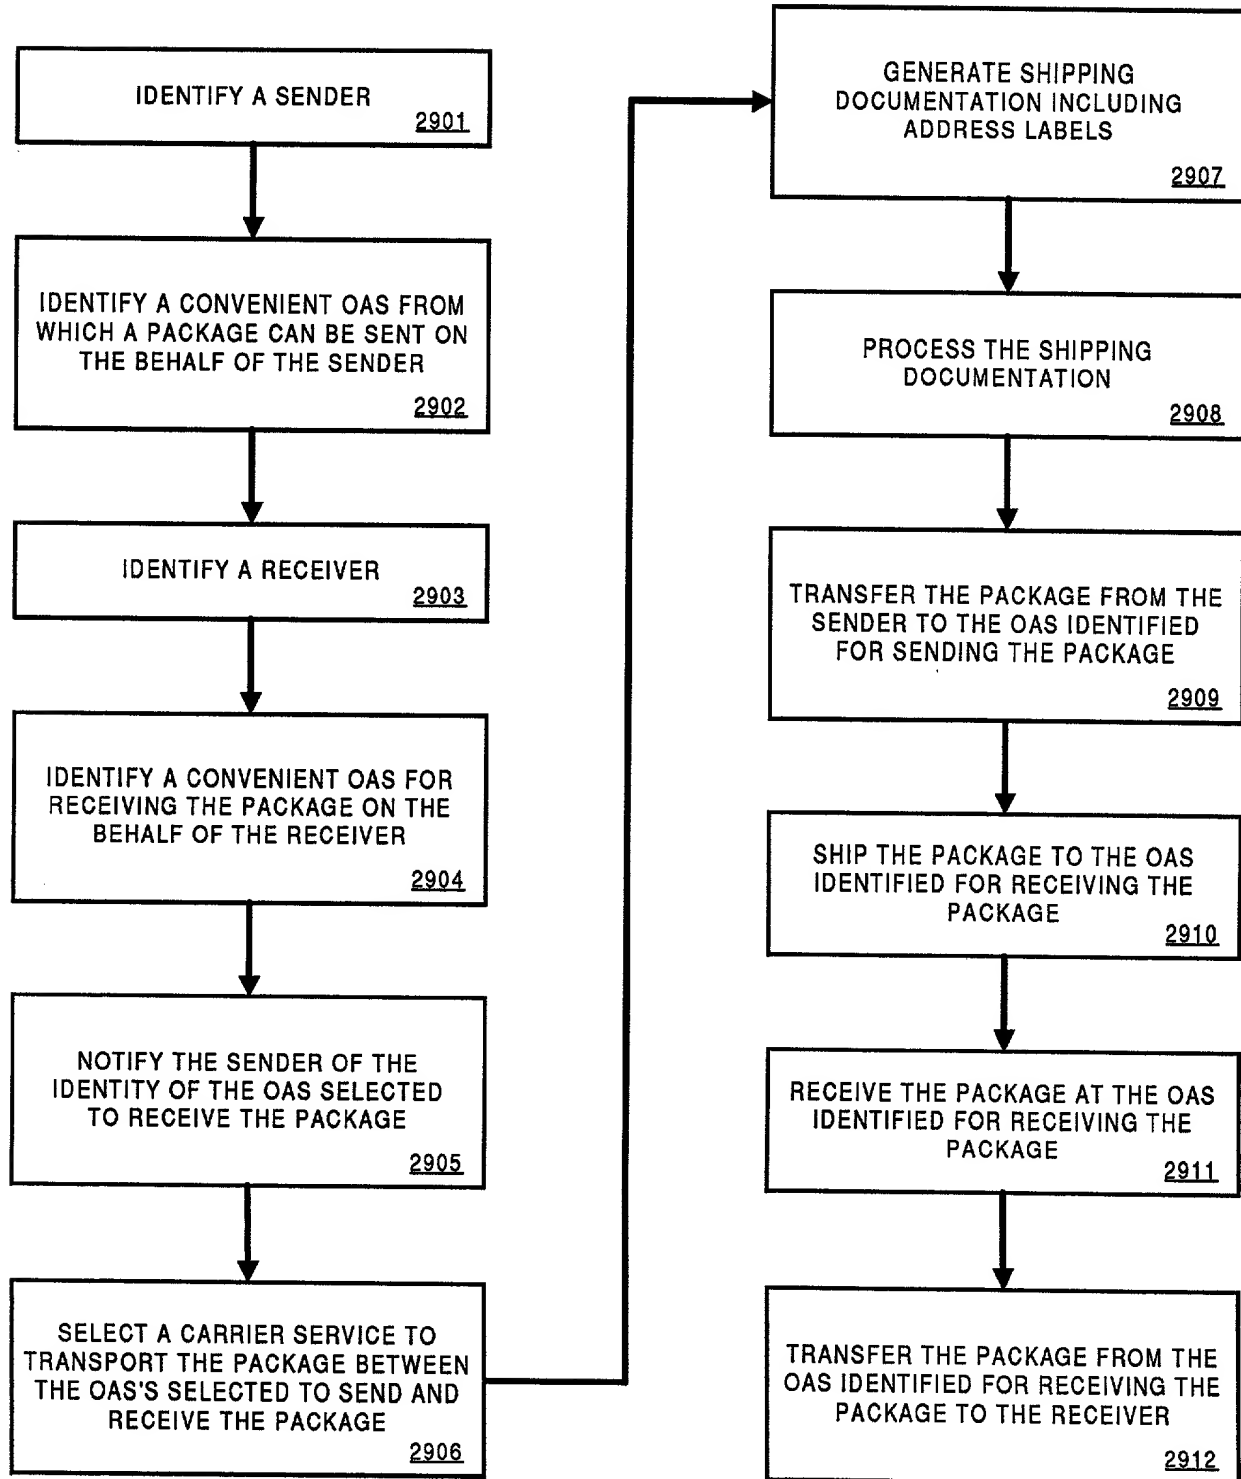 IDENTIFY A SENDER
2901
IDENTIFY A CONVENIENT OAS FROM
WHICH A PACKAGE CAN BE SENT ON
THE BEHALF OF THE SENDER
2902
IDENTIFY A RECEIVER
2903
IDENTIFY A CONVENIENT OAS FOR
RECEIVING THE PACKAGE ON THE
BEHALF OF THE RECEIVER
2904
NOTIFY THE SENDER OF THE
IDENTITY OF THE OAS SELECTED
TO RECEIVE THE PACKAGE
2905
SELECT A CARRIER SERVICE TO
TRANSPORT THE PACKAGE BETWEEN
THE OAS'S SELECTED TO SEND AND
RECEIVE THE PACKAGE
2906
GENERATE SHIPPING
DOCUMENTATION INCLUDING
ADDRESS LABELS
2907
PROCESS THE SHIPPING
DOCUMENTATION
2908
TRANSFER THE PACKAGE FROM THE
SENDER TO THE OAS IDENTIFIED
FOR SENDING THE PACKAGE
2909
SHIP THE PACKAGE TO THE OAS
IDENTIFIED FOR RECEIVING THE
PACKAGE
2910
RECEIVE THE PACKAGE AT THE OAS
IDENTIFIED FOR RECEIVING THE
PACKAGE
2911
TRANSFER THE PACKAGE FROM THE
OAS IDENTIFIED FOR RECEIVING THE
PACKAGE TO THE RECEIVER
2912